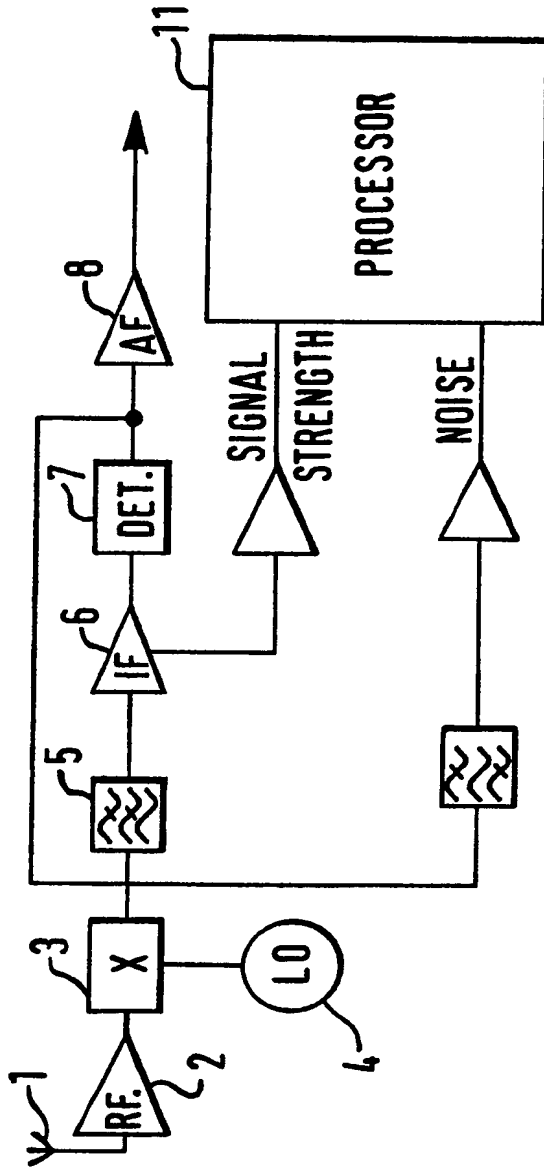 1
RF.
2
3
X
LO
4
5
6
IF
7
DET.
8
AF
SIGNAL
STRENGTH
NOISE
11
PROCESSOR